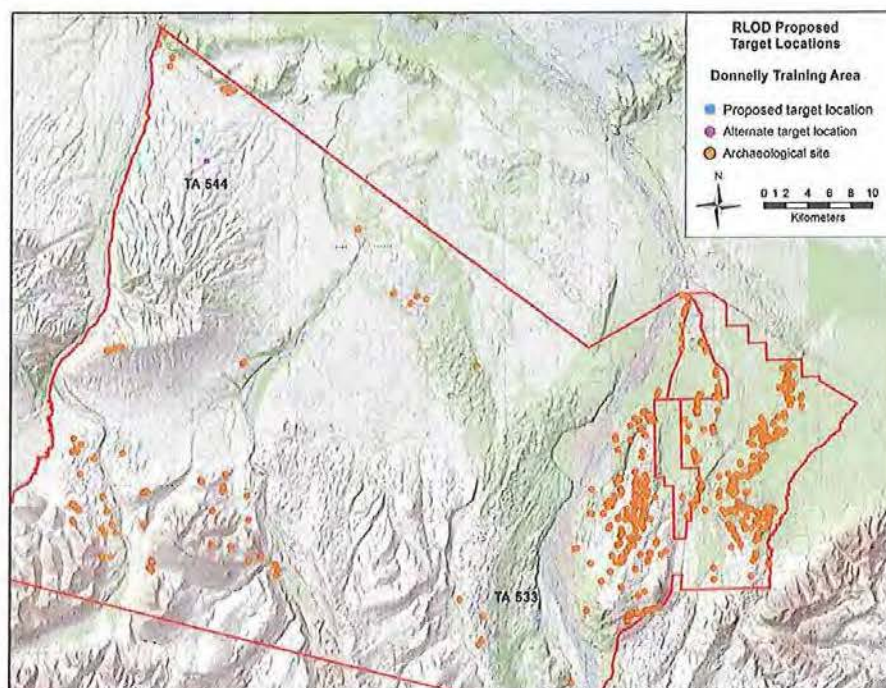 RLOD Proposed
Target Locations
Donnelly Training Area
Proposed target location
Alternate target location
Archaeological site
N
0 1 2 4 6 8 10
Kilometers
TA 544
TA 533